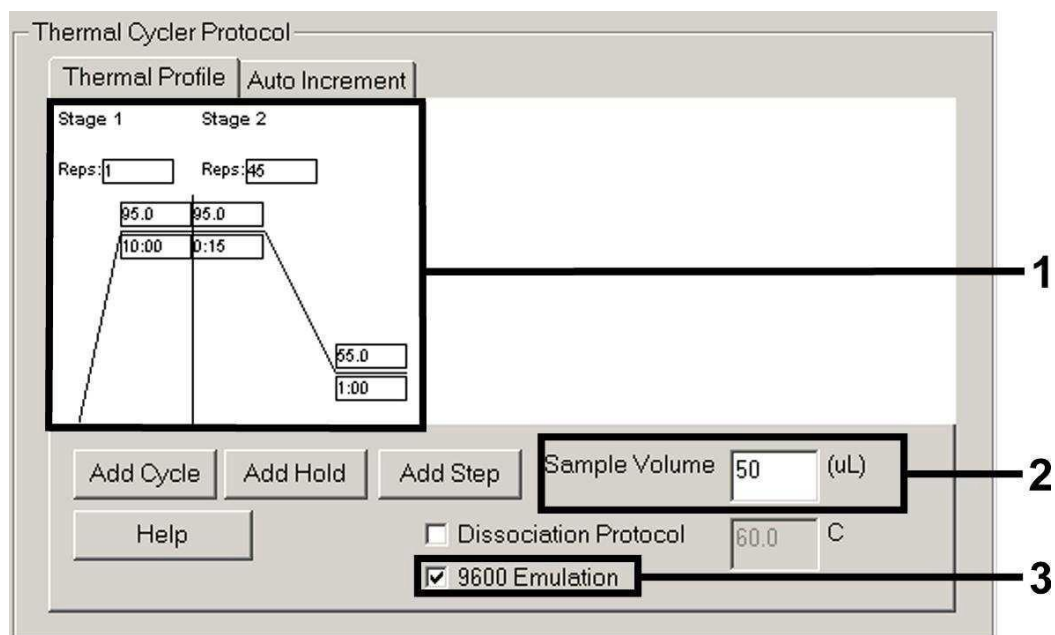 Thermal Cycler Protocol
Thermal Profile Auto Increment
Stage 1 Stage 2
Reps: 1 Reps: 45
95.0 95.0
10:00 0:15
1
55.0
1:00
Add Cycle Add Hold Add Step Sample Volume 50 (uL)
2
Help Dissociation Protocol 60.0 C
9600 Emulation
3